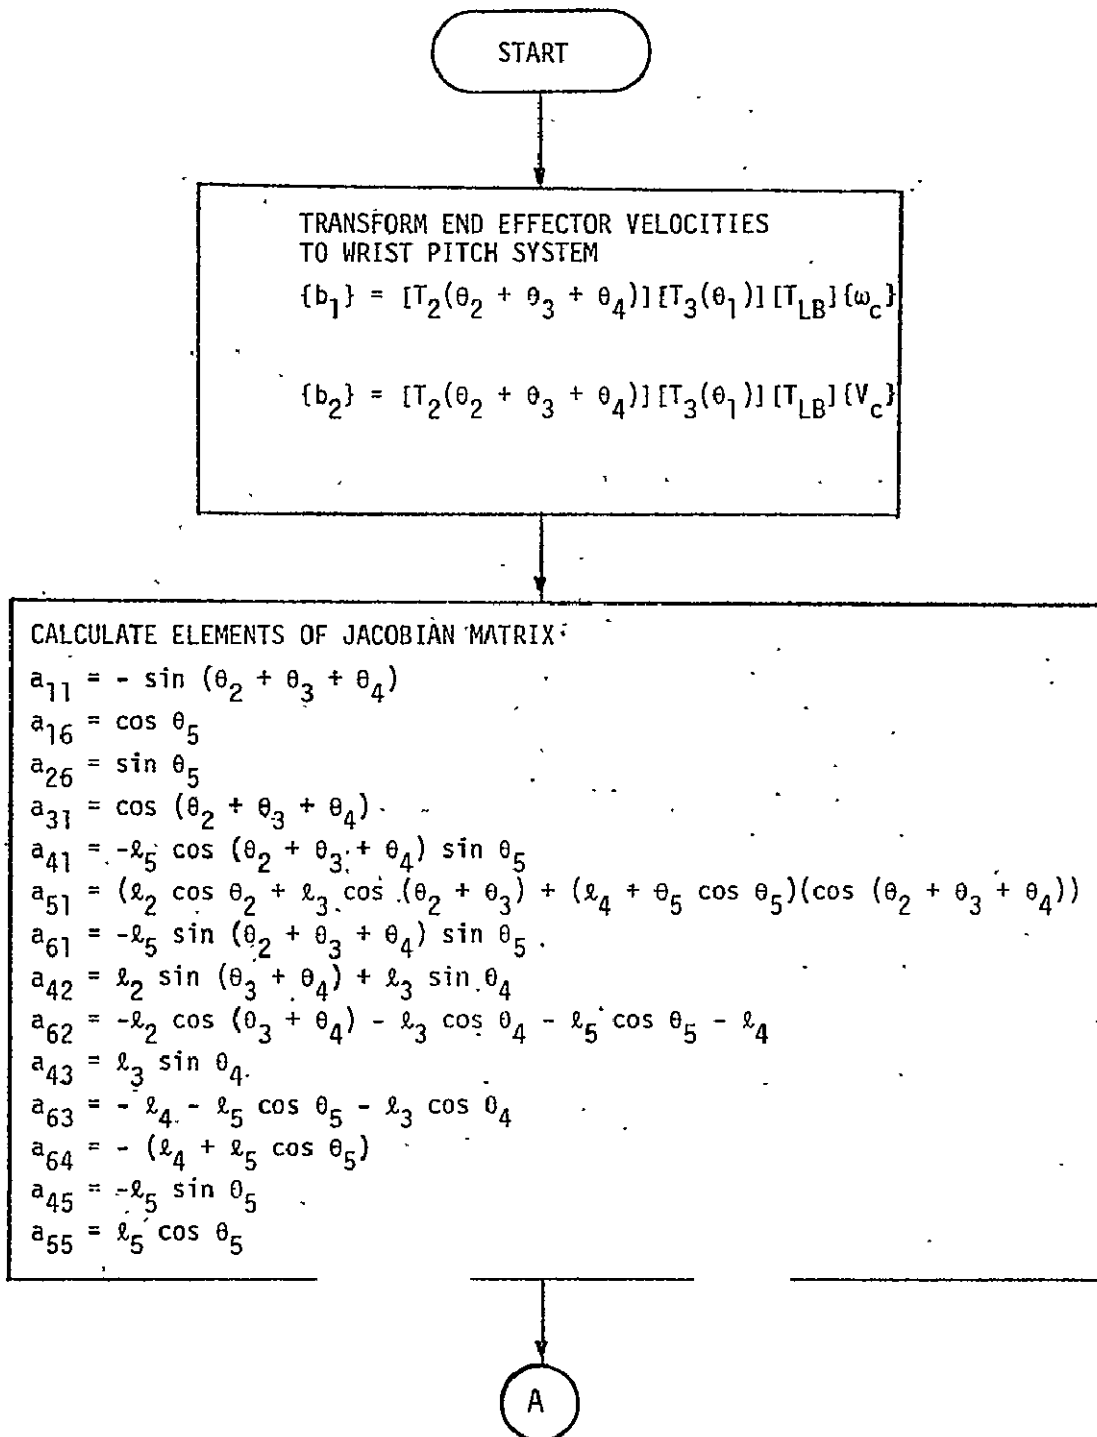 START
TRANSFORM END EFFECTOR VELOCITIES
TO WRIST PITCH SYSTEM
{b₁} = [T₂(θ₂ + θ₃ + θ₄)][T₃(θ₁)][T_LB]{ω_c}
{b₂} = [T₂(θ₂ + θ₃ + θ₄)][T₃(θ₁)][T_LB]{V_c}
CALCULATE ELEMENTS OF JACOBIAN MATRIX
a₁₁ = - sin (θ₂ + θ₃ + θ₄)
a₁₆ = cos θ₅
a₂₆ = sin θ₅
a₃₁ = cos (θ₂ + θ₃ + θ₄)
a₄₁ = -ℓ₅ cos (θ₂ + θ₃ + θ₄) sin θ₅
a₅₁ = (ℓ₂ cos θ₂ + ℓ₃ cos (θ₂ + θ₃) + (ℓ₄ + θ₅ cos θ₅)(cos (θ₂ + θ₃ + θ₄))
a₆₁ = -ℓ₅ sin (θ₂ + θ₃ + θ₄) sin θ₅
a₄₂ = ℓ₂ sin (θ₃ + θ₄) + ℓ₃ sin θ₄
a₆₂ = -ℓ₂ cos (θ₃ + θ₄) - ℓ₃ cos θ₄ - ℓ₅ cos θ₅ - ℓ₄
a₄₃ = ℓ₃ sin θ₄
a₆₃ = - ℓ₄ - ℓ₅ cos θ₅ - ℓ₃ cos θ₄
a₆₄ = - (ℓ₄ + ℓ₅ cos θ₅)
a₄₅ = -ℓ₅ sin θ₅
a₅₅ = ℓ₅ cos θ₅
A